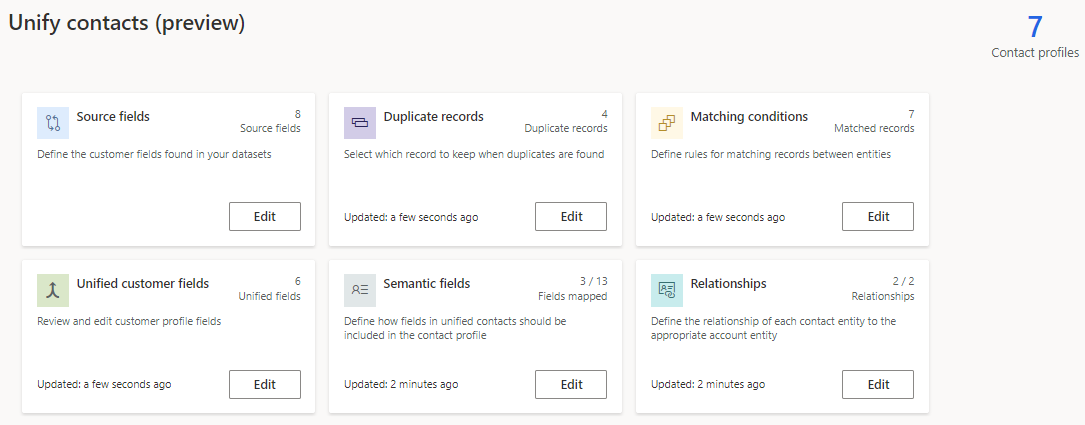 Unify contacts (preview)
7
Contact profiles
Source fields
8
Source fields
Define the customer fields found in your datasets
Edit
Duplicate records
4
Duplicate records
Select which record to keep when duplicates are found
Updated: a few seconds ago
Edit
Matching conditions
7
Matched records
Define rules for matching records between entities
Updated: a few seconds ago
Edit
Unified customer fields
6
Unified fields
Review and edit customer profile fields
Updated: a few seconds ago
Edit
Semantic fields
3 / 13
Fields mapped
Define how fields in unified contacts should be
included in the contact profile
Updated: 2 minutes ago
Edit
Relationships
2 / 2
Relationships
Define the relationship of each contact entity to the
appropriate account entity
Updated: 2 minutes ago
Edit